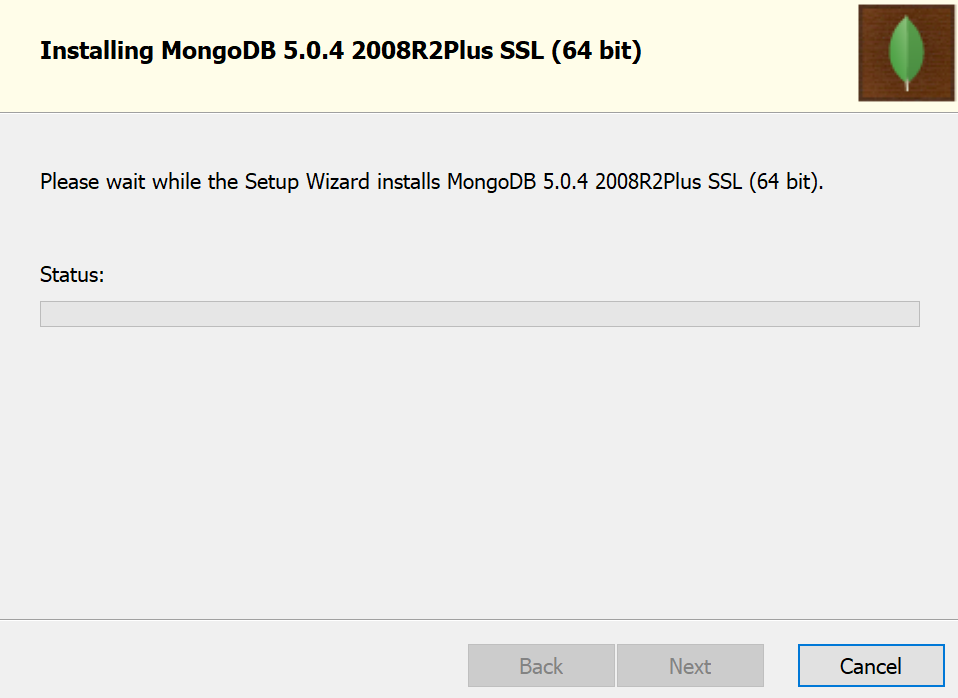 Installing MongoDB 5.0.4 2008R2Plus SSL (64 bit)
Please wait while the Setup Wizard installs MongoDB 5.0.4 2008R2Plus SSL (64 bit).
Status:
Back
Next
Cancel